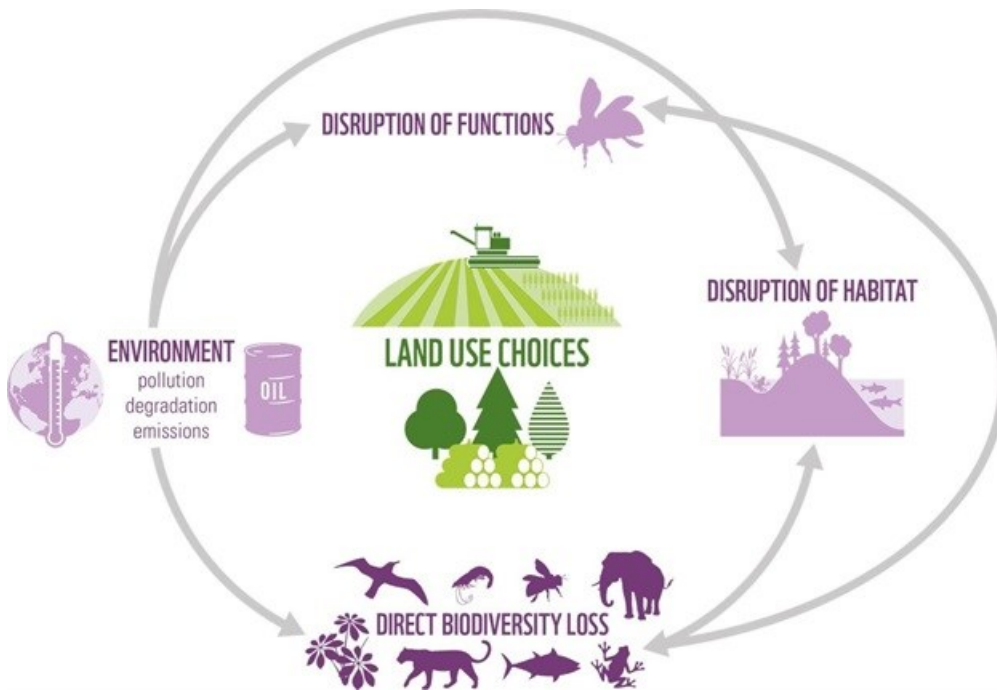 DISRUPTION OF FUNCTIONS
DISRUPTION OF HABITAT
LAND USE CHOICES
ENVIRONMENT
pollution
degradation
emissions
OIL
DIRECT BIODIVERSITY LOSS